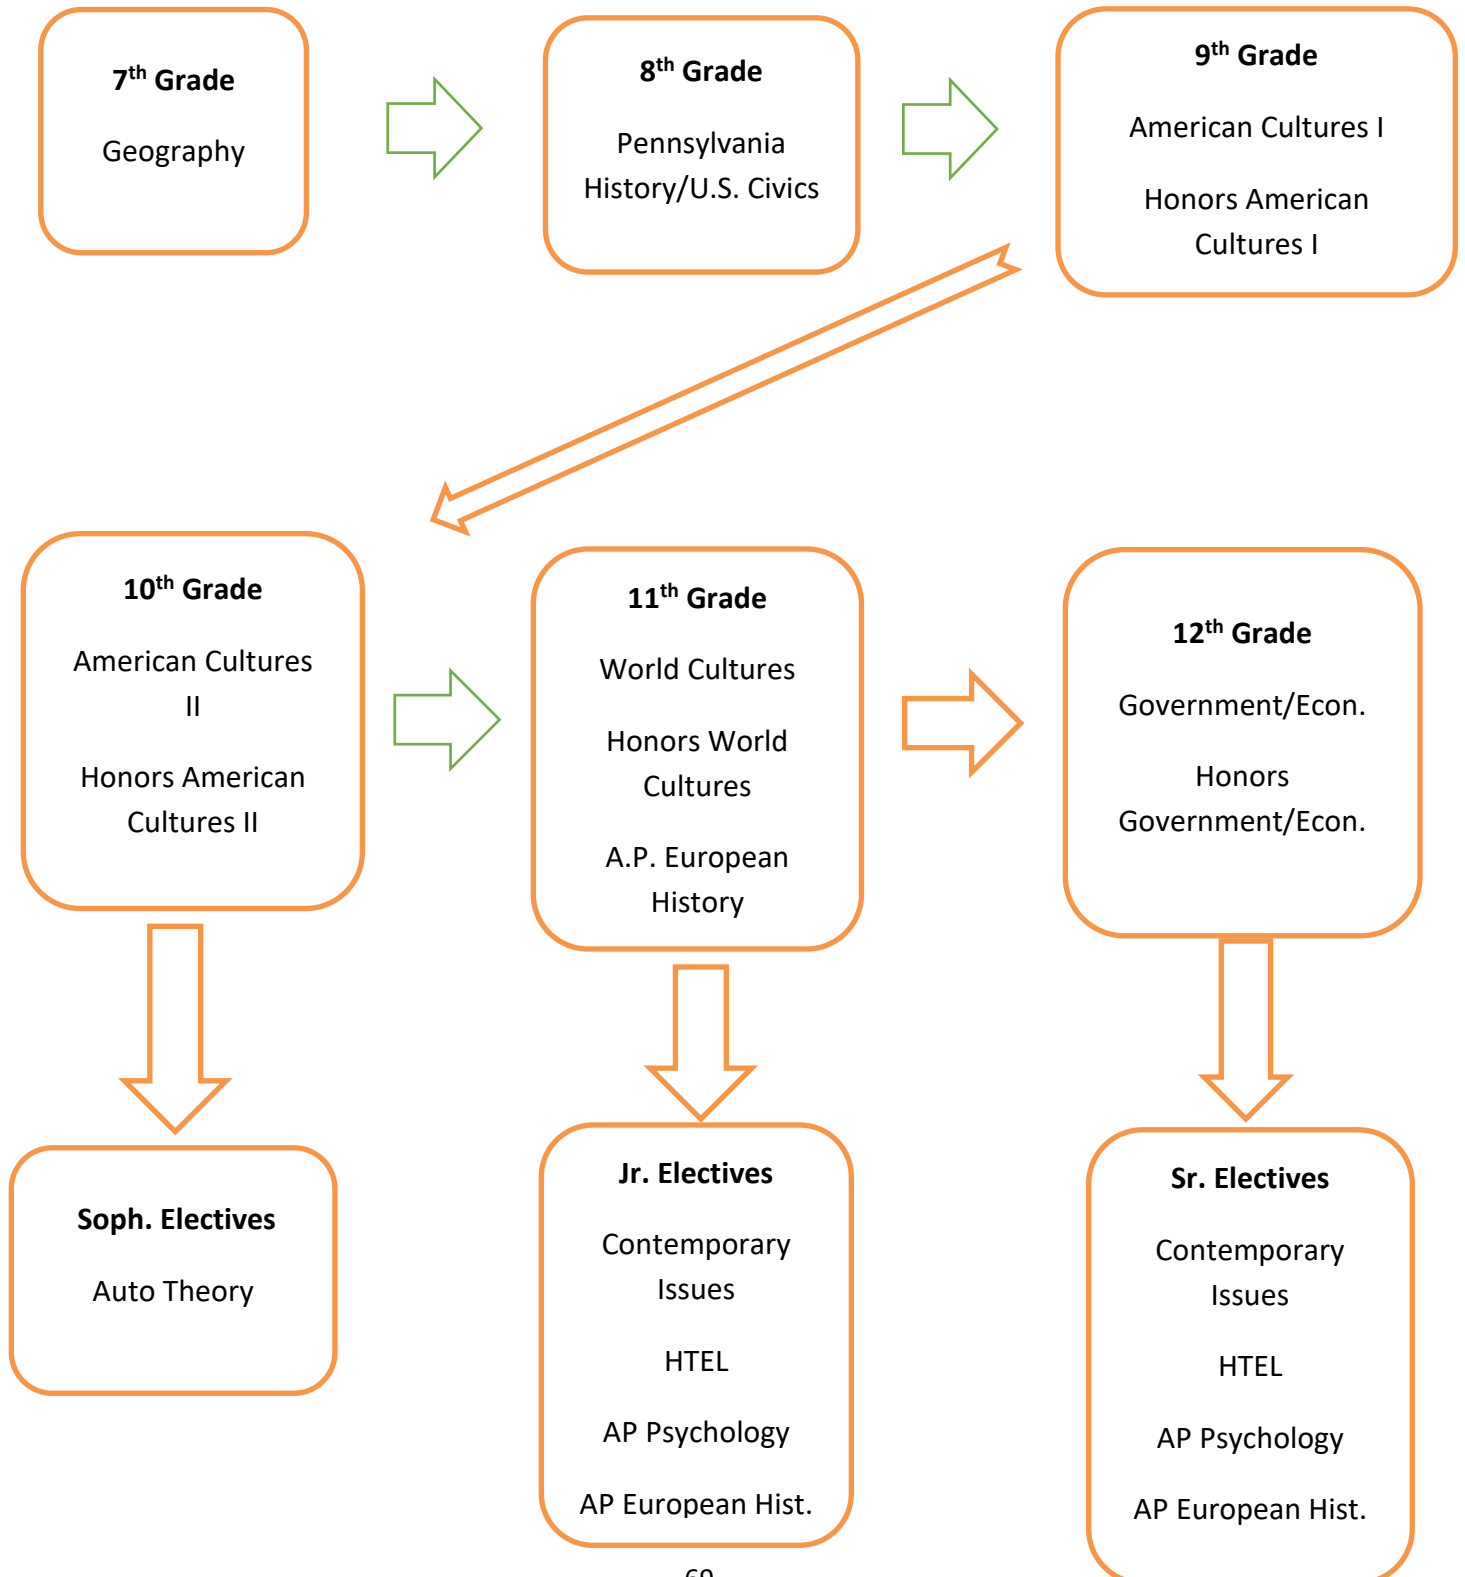 7th Grade
Geography
8th Grade
Pennsylvania
History/U.S. Civics
9th Grade
American Cultures I
Honors American
Cultures I
10th Grade
American Cultures
II
Honors American
Cultures II
11th Grade
World Cultures
Honors World
Cultures
A.P. European
History
12th Grade
Government/Econ.
Honors
Government/Econ.
Soph. Electives
Auto Theory
Jr. Electives
Contemporary
Issues
HTEL
AP Psychology
AP European Hist.
Sr. Electives
Contemporary
Issues
HTEL
AP Psychology
AP European Hist.